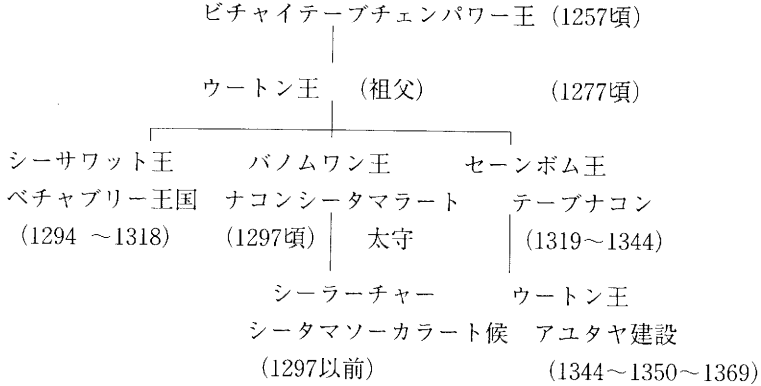 ビチャイテーブチェンパワー王 (1257頃)
ウートン王 (祖父) (1277頃)
シーサワット王 バノムワン王 セーンボム王
ベチャブリー王国 ナコンシータマラート テーブナコン
(1294 ～1318) (1297頃) 太守 (1319～1344)
シーラーチャー ウートン王
シータマソーカラート候 アユタヤ建設
(1297以前) (1344～1350～1369)